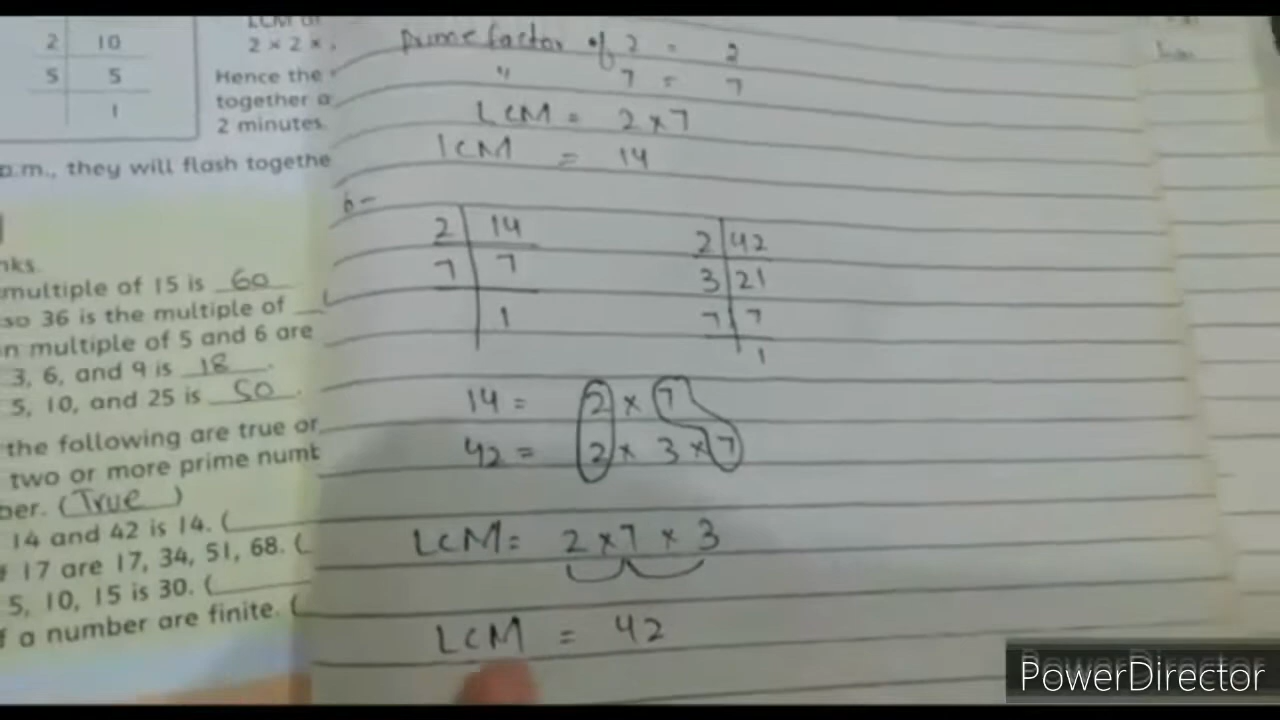 2 10
5 5
1
2 × 2 ×
Hence the
together a
2 minutes.
a.m., they will flash togethe
nks.
multiple of 15 is 60
so 36 is the multiple of
n multiple of 5 and 6 are
3, 6, and 9 is 18.
5, 10, and 25 is 50.
the following are true or
two or more prime numb
ber. (True)
14 and 42 is 14. (
f 17 are 17, 34, 51, 68. (
5, 10, 15 is 30. (
f a number are finite. (
prime factor of 2 = 2
" 7 = 7
LCM = 2 × 7
LCM = 14
b-
2 14
7 7
1
2 42
3 21
7 7
1
14 = 2 × 7
42 = 2 × 3 × 7
LCM = 2 × 7 × 3
LCM = 42
PowerDirector